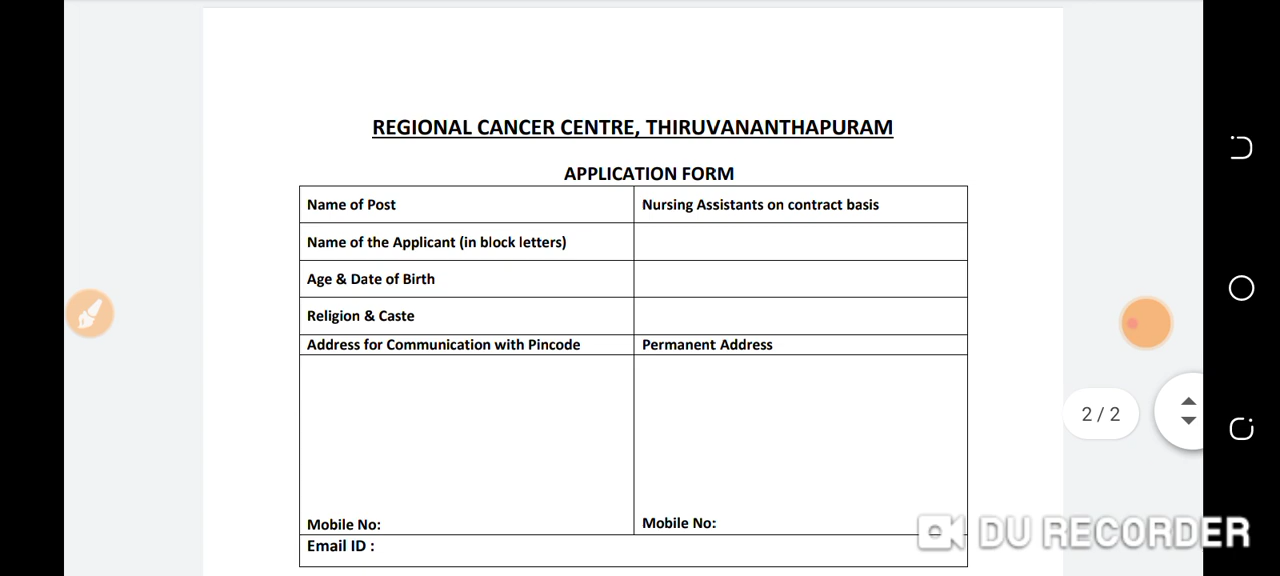 REGIONAL CANCER CENTRE, THIRUVANANTHAPURAM
APPLICATION FORM
Name of Post Nursing Assistants on contract basis
Name of the Applicant (in block letters)
Age & Date of Birth
Religion & Caste
Address for Communication with Pincode Permanent Address
2 / 2
Mobile No: Mobile No:
Email ID :
DU RECORDER